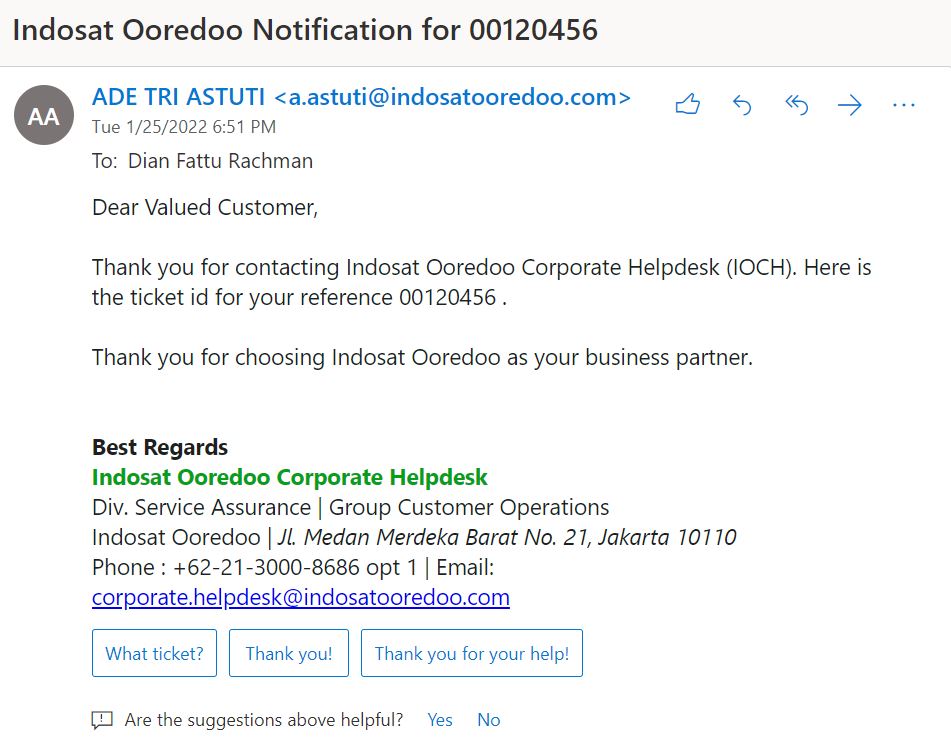 Indosat Ooredoo Notification for 00120456
AA
ADE TRI ASTUTI <a.astuti@indosatooredoo.com>
Tue 1/25/2022 6:51 PM
To: Dian Fattu Rachman
Dear Valued Customer,
Thank you for contacting Indosat Ooredoo Corporate Helpdesk (IOCH). Here is
the ticket id for your reference 00120456 .
Thank you for choosing Indosat Ooredoo as your business partner.
Best Regards
Indosat Ooredoo Corporate Helpdesk
Div. Service Assurance | Group Customer Operations
Indosat Ooredoo | Jl. Medan Merdeka Barat No. 21, Jakarta 10110
Phone : +62-21-3000-8686 opt 1 | Email:
corporate.helpdesk@indosatooredoo.com
What ticket? Thank you! Thank you for your help!
Are the suggestions above helpful? Yes No